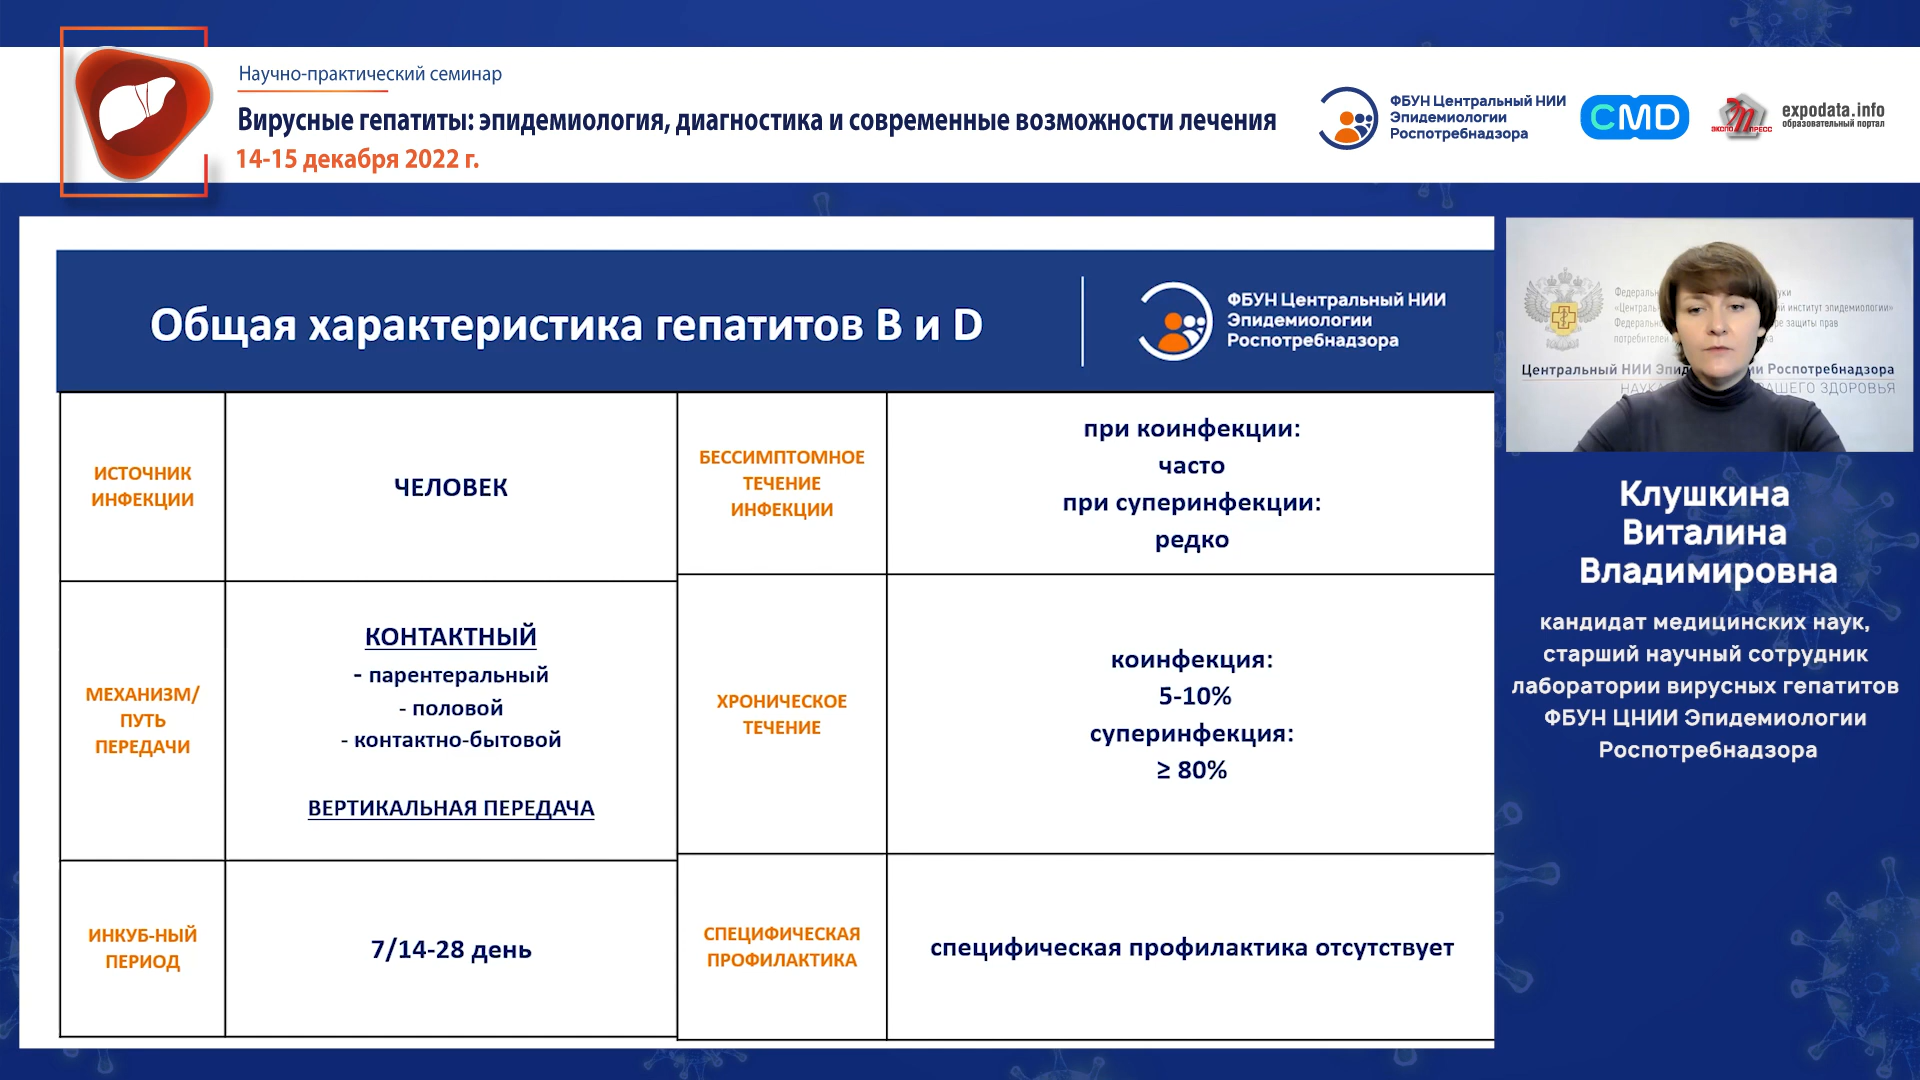 Научно-практический семинар
Вирусные гепатиты: эпидемиология, диагностика и современные возможности лечения
14-15 декабря 2022 г.
ФБУН Центральный НИИ
Эпидемиологии
Роспотребнадзора
CMD
ЭКСПО ПРЕСС
expodata.info
образовательный портал
Общая характеристика гепатитов В и D
ФБУН Центральный НИИ
Эпидемиологии
Роспотребнадзора
ИСТОЧНИК
ИНФЕКЦИИ
ЧЕЛОВЕК
БЕССИМПТОМНОЕ
ТЕЧЕНИЕ
ИНФЕКЦИИ
при коинфекции:
часто
при суперинфекции:
редко
МЕХАНИЗМ/
ПУТЬ
ПЕРЕДАЧИ
КОНТАКТНЫЙ
- парентеральный
- половой
- контактно-бытовой
ВЕРТИКАЛЬНАЯ ПЕРЕДАЧА
ХРОНИЧЕСКОЕ
ТЕЧЕНИЕ
коинфекция:
5-10%
суперинфекция:
≥ 80%
ИНКУБ-НЫЙ
ПЕРИОД
7/14-28 день
СПЕЦИФИЧЕСКАЯ
ПРОФИЛАКТИКА
специфическая профилактика отсутствует
Центральный НИИ Роспотребнадзора
Клушкина
Виталина
Владимировна
кандидат медицинских наук,
старший научный сотрудник
лаборатории вирусных гепатитов
ФБУН ЦНИИ Эпидемиологии
Роспотребнадзора